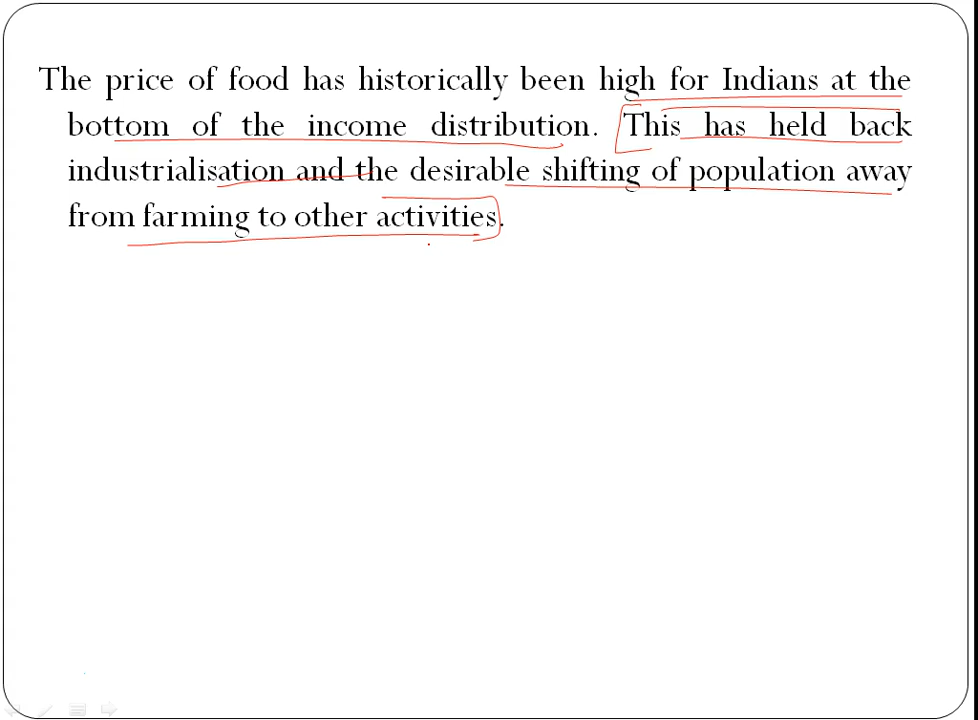 The price of food has historically been high for Indians at the
bottom of the income distribution. This has held back
industrialisation and the desirable shifting of population away
from farming to other activities.